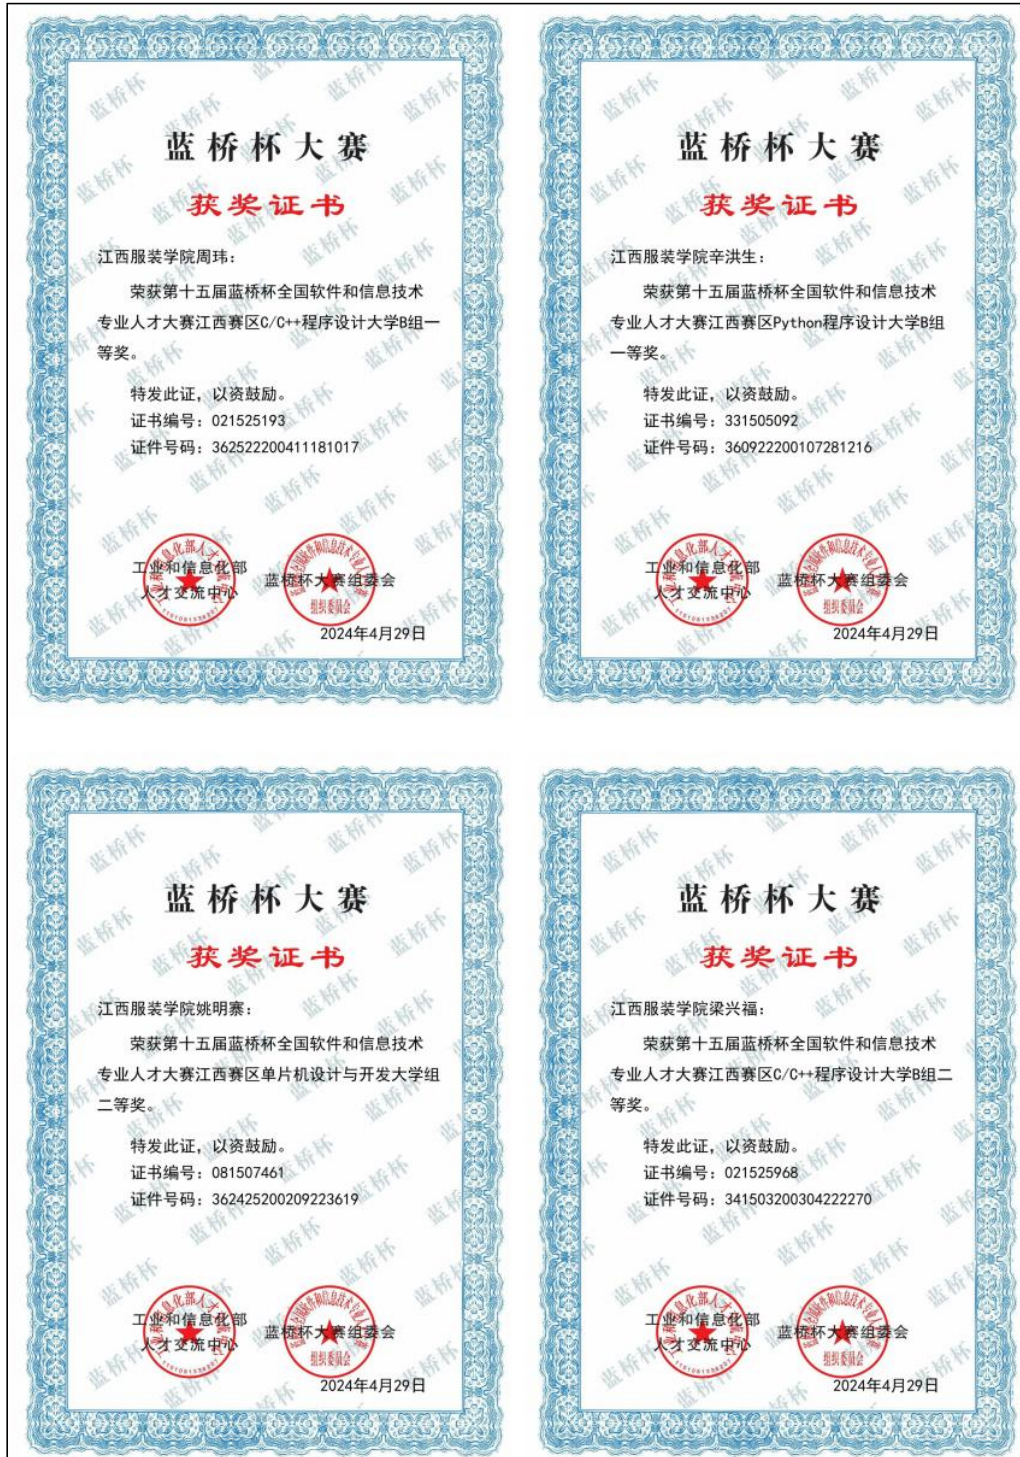 蓝桥杯大赛
获奖证书
江西服装学院周玮：
荣获第十五届蓝桥杯全国软件和信息技术
专业人才大赛江西赛区C/C++程序设计大学B组一
等奖。
特发此证，以资鼓励。
证书编号：021525193
证件号码：362522200411181017
工业和信息化部
人才交流中心
蓝桥杯大赛组委会
2024年4月29日
蓝桥杯大赛
获奖证书
江西服装学院辛洪生：
荣获第十五届蓝桥杯全国软件和信息技术
专业人才大赛江西赛区Python程序设计大学B组
一等奖。
特发此证，以资鼓励。
证书编号：331505092
证件号码：360922200107281216
工业和信息化部
人才交流中心
蓝桥杯大赛组委会
2024年4月29日
蓝桥杯大赛
获奖证书
江西服装学院姚明寨：
荣获第十五届蓝桥杯全国软件和信息技术
专业人才大赛江西赛区单片机设计与开发大学组
二等奖。
特发此证，以资鼓励。
证书编号：081507461
证件号码：362425200209223619
工业和信息化部
人才交流中心
蓝桥杯大赛组委会
2024年4月29日
蓝桥杯大赛
获奖证书
江西服装学院梁兴福：
荣获第十五届蓝桥杯全国软件和信息技术
专业人才大赛江西赛区C/C++程序设计大学B组二
等奖。
特发此证，以资鼓励。
证书编号：021525968
证件号码：341503200304222270
工业和信息化部
人才交流中心
蓝桥杯大赛组委会
2024年4月29日